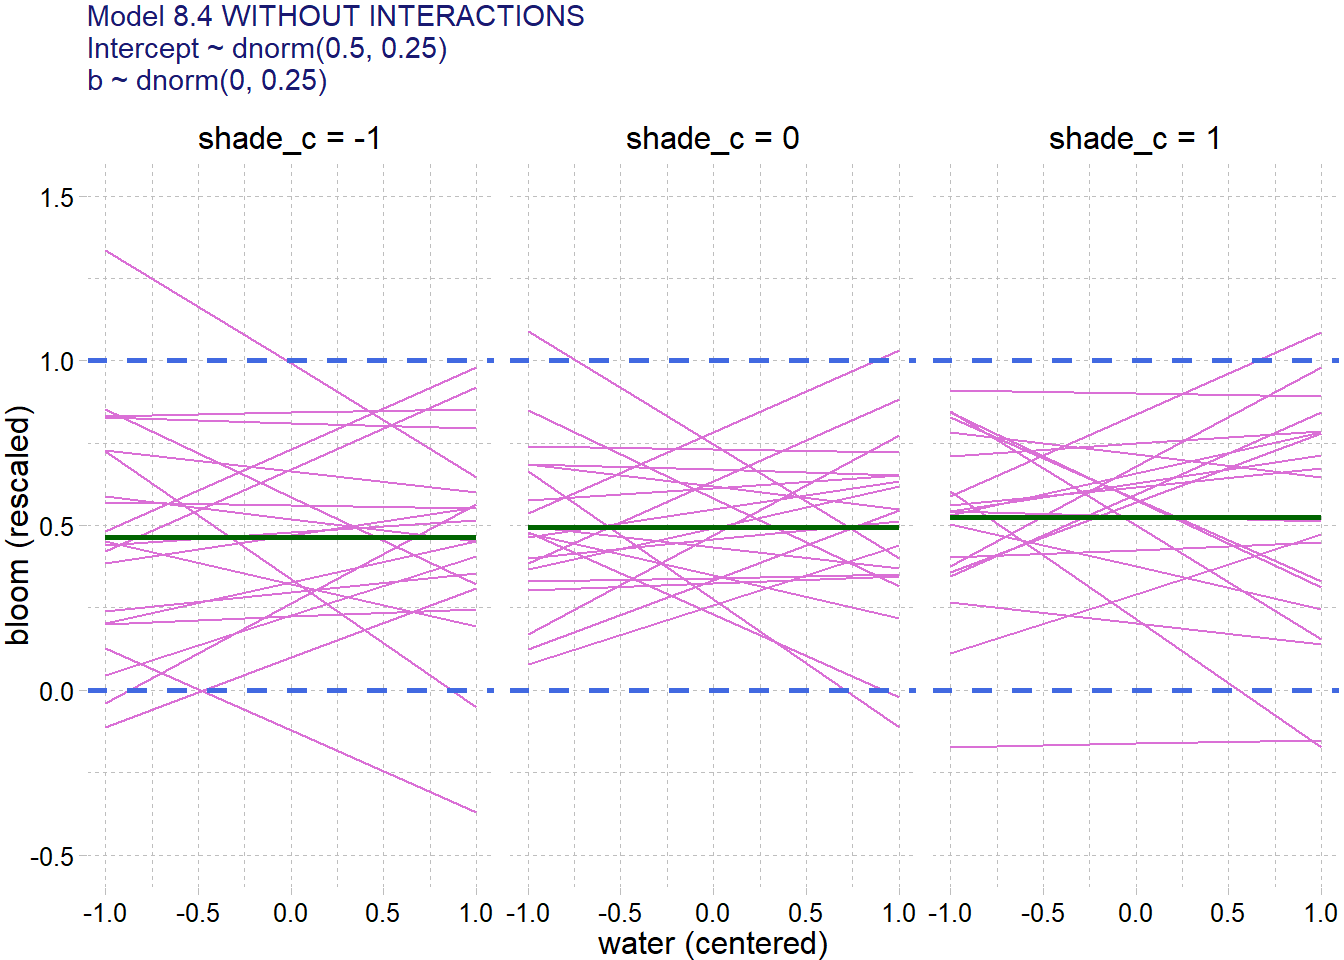 Model 8.4 WITHOUT INTERACTIONS
Intercept ~ dnorm(0.5, 0.25)
b ~ dnorm(0, 0.25)
shade_c = -1
shade_c = 0
shade_c = 1
1.5
1.0
0.5
0.0
-0.5
bloom (rescaled)
-1.0 -0.5 0.0 0.5 1.0
-1.0 -0.5 0.0 0.5 1.0
-1.0 -0.5 0.0 0.5 1.0
water (centered)